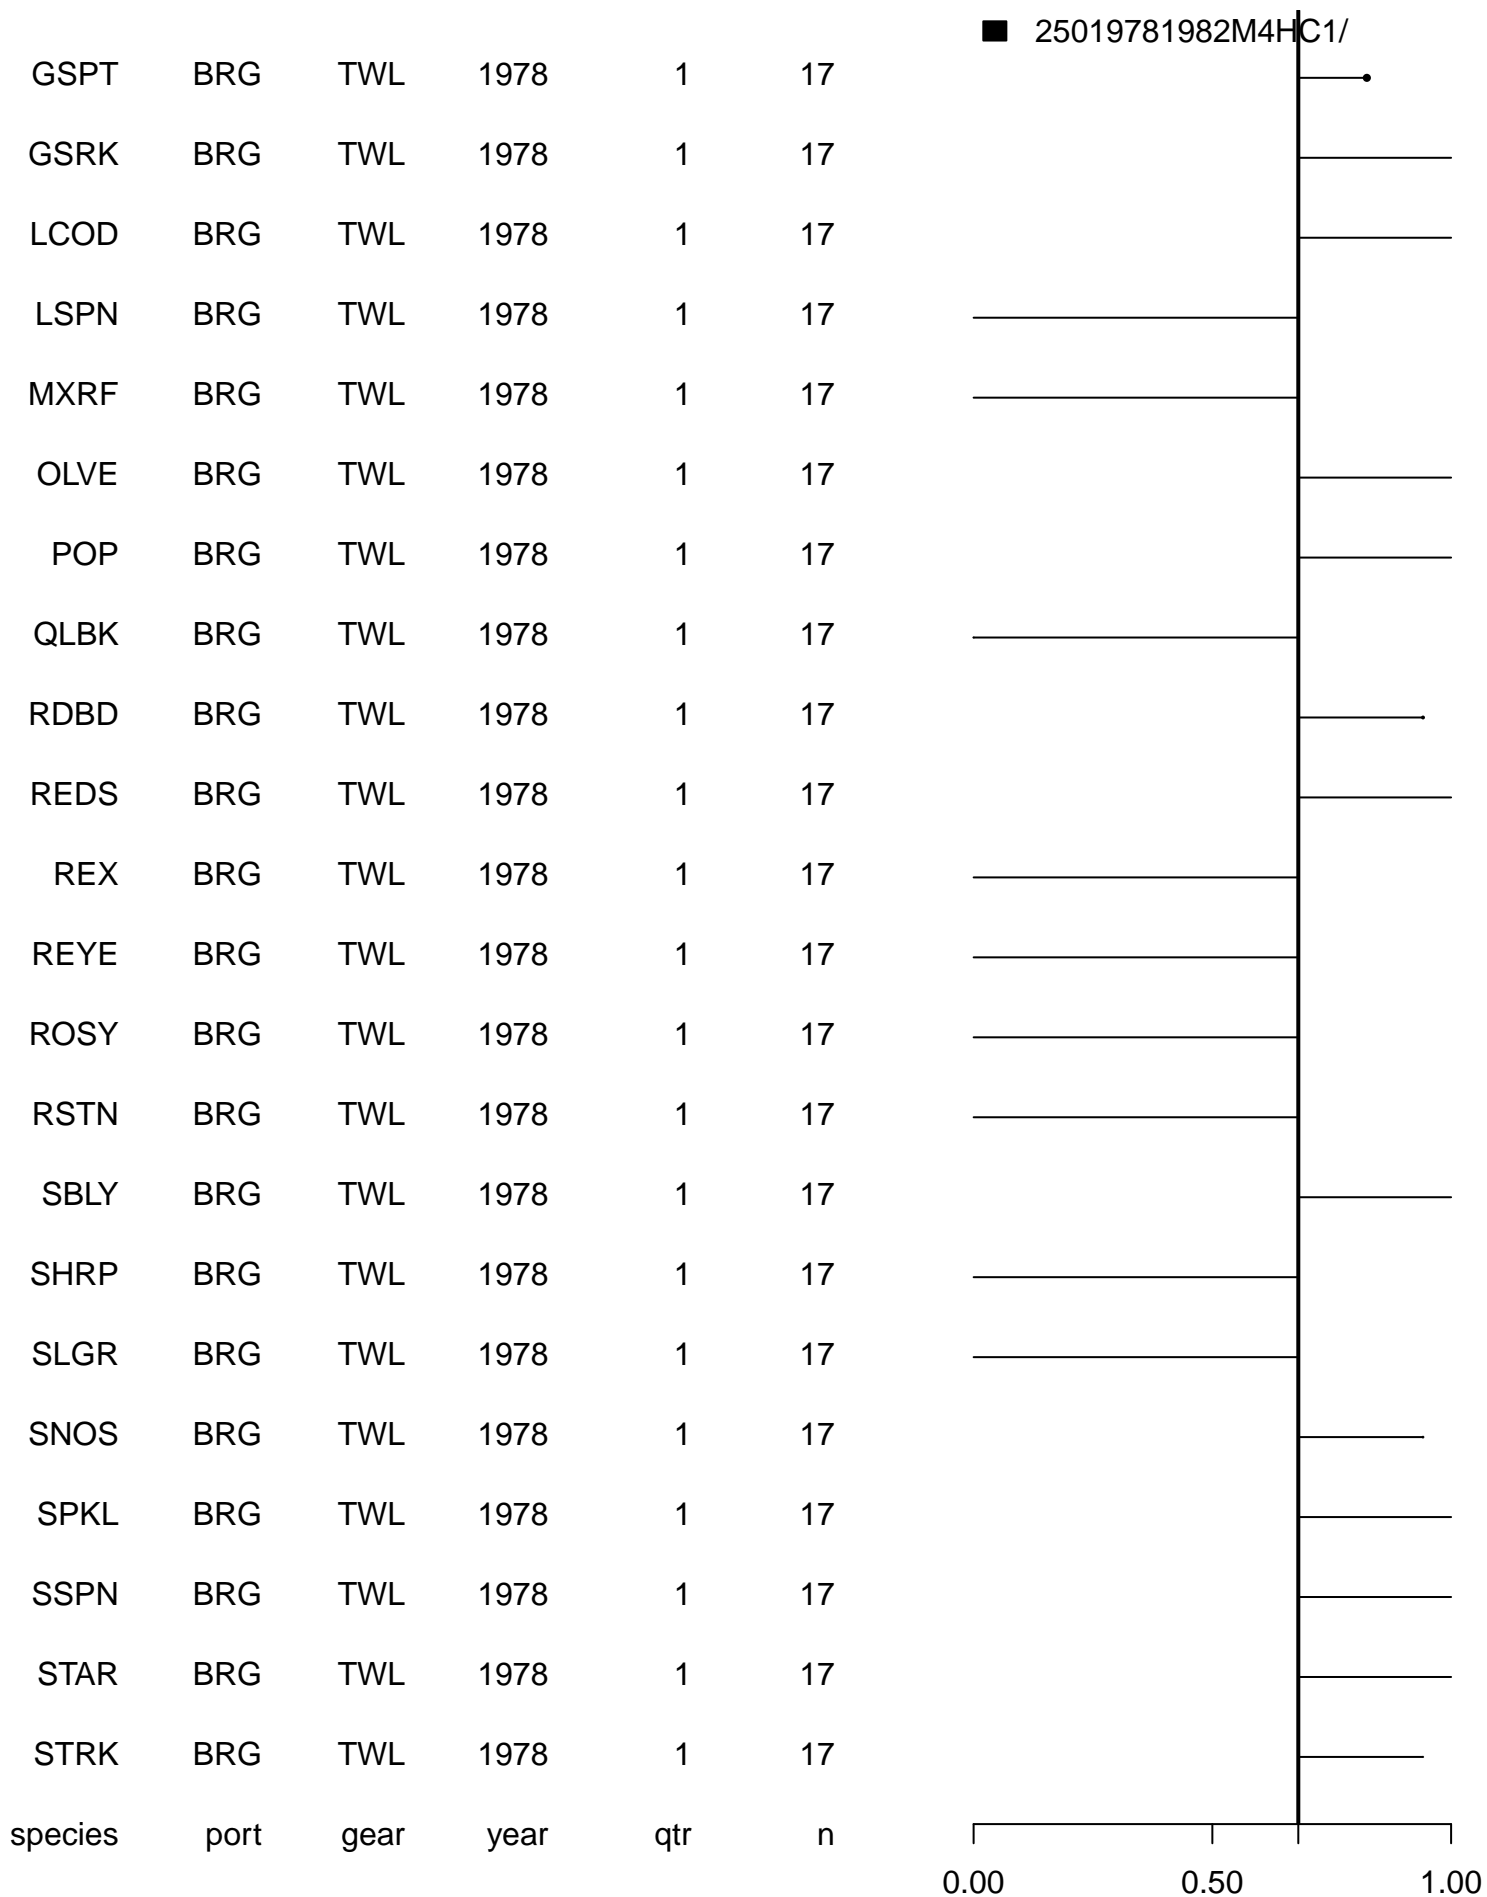 25019781982M4HC1/
GSPT BRG TWL 1978 1 17
GSRK BRG TWL 1978 1 17
LCOD BRG TWL 1978 1 17
LSPN BRG TWL 1978 1 17
MXRF BRG TWL 1978 1 17
OLVE BRG TWL 1978 1 17
POP BRG TWL 1978 1 17
QLBK BRG TWL 1978 1 17
RDBD BRG TWL 1978 1 17
REDS BRG TWL 1978 1 17
REX BRG TWL 1978 1 17
REYE BRG TWL 1978 1 17
ROSY BRG TWL 1978 1 17
RSTN BRG TWL 1978 1 17
SBLY BRG TWL 1978 1 17
SHRP BRG TWL 1978 1 17
SLGR BRG TWL 1978 1 17
SNOS BRG TWL 1978 1 17
SPKL BRG TWL 1978 1 17
SSPN BRG TWL 1978 1 17
STAR BRG TWL 1978 1 17
STRK BRG TWL 1978 1 17
species port gear year qtr n
0.00 0.50 1.00